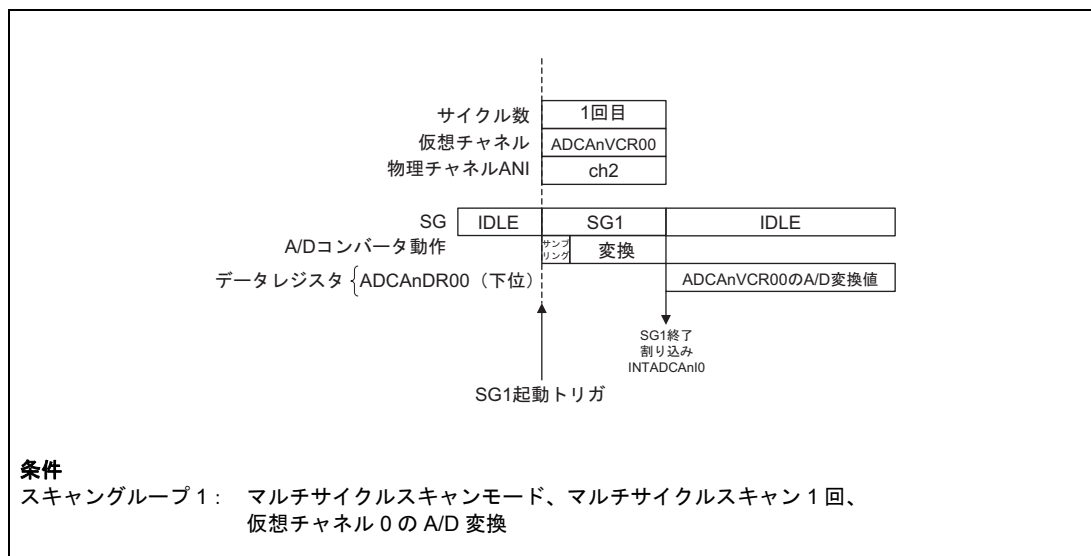 サイクル数 1回目
仮想チャネル ADCAnVCR00
物理チャネルANI ch2
SG IDLE SG1 IDLE
A/Dコンバータ動作 サンプリング 変換
データレジスタ{ADCAnDR00（下位） ADCAnVCR00のA/D変換値
SG1終了
割り込み
INTADCAnI0
SG1起動トリガ
条件
スキャングループ 1 : マルチサイクルスキャンモード、マルチサイクルスキャン 1 回、
仮想チャネル 0 の A/D 変換